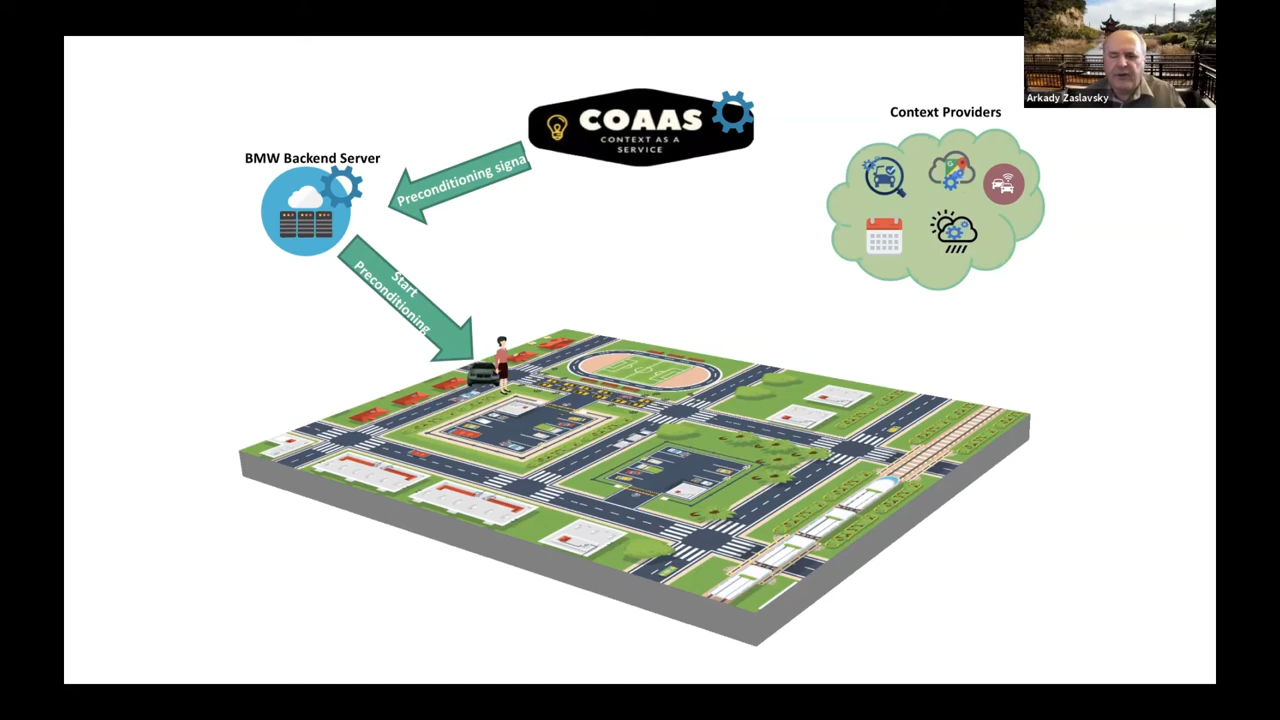 COAAS
CONTEXT AS A
SERVICE
Arkady Zaslavsky
Context Providers
BMW Backend Server
Preconditioning signa
Start
Preconditioning